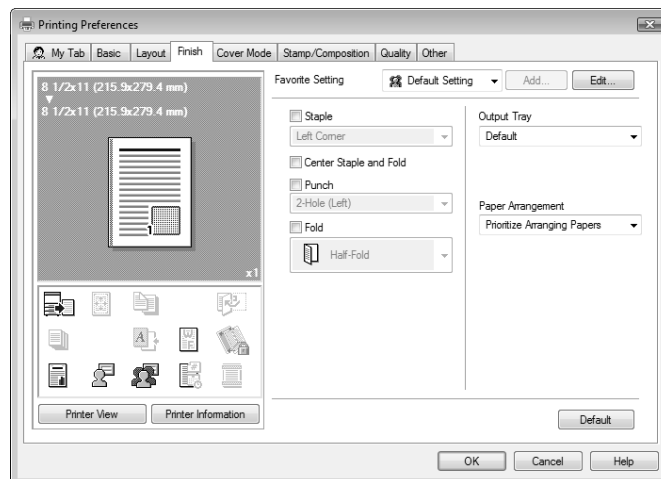 Printing Preferences
My Tab Basic Layout Finish Cover Mode Stamp/Composition Quality Other
8 1/2x11 (215.9x279.4 mm)
8 1/2x11 (215.9x279.4 mm)
1
x1
Printer View Printer Information
Favorite Setting Default Setting Add... Edit...
Staple
Left Corner
Center Staple and Fold
Punch
2-Hole (Left)
Fold
Half-Fold
Output Tray
Default
Paper Arrangement
Prioritize Arranging Papers
Default
OK Cancel Help